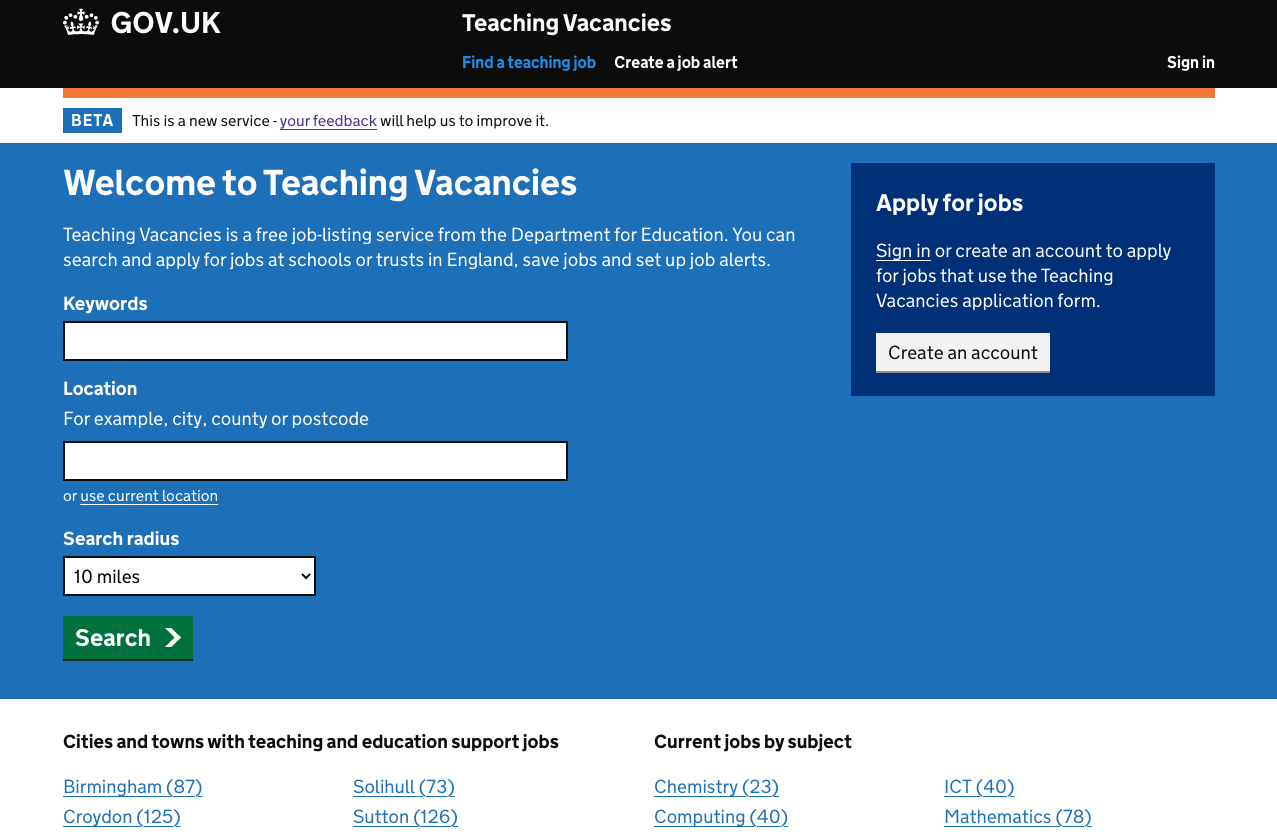 GOV.UK
Teaching Vacancies
Find a teaching job Create a job alert Sign in
BETA This is a new service - your feedback will help us to improve it.
Welcome to Teaching Vacancies
Teaching Vacancies is a free job-listing service from the Department for Education. You can
search and apply for jobs at schools or trusts in England, save jobs and set up job alerts.
Keywords
Location
For example, city, county or postcode
or use current location
Search radius
10 miles
Search
Apply for jobs
Sign in or create an account to apply
for jobs that use the Teaching
Vacancies application form.
Create an account
Cities and towns with teaching and education support jobs
Birmingham (87) Solihull (73)
Croydon (125) Sutton (126)
Current jobs by subject
Chemistry (23) ICT (40)
Computing (40) Mathematics (78)